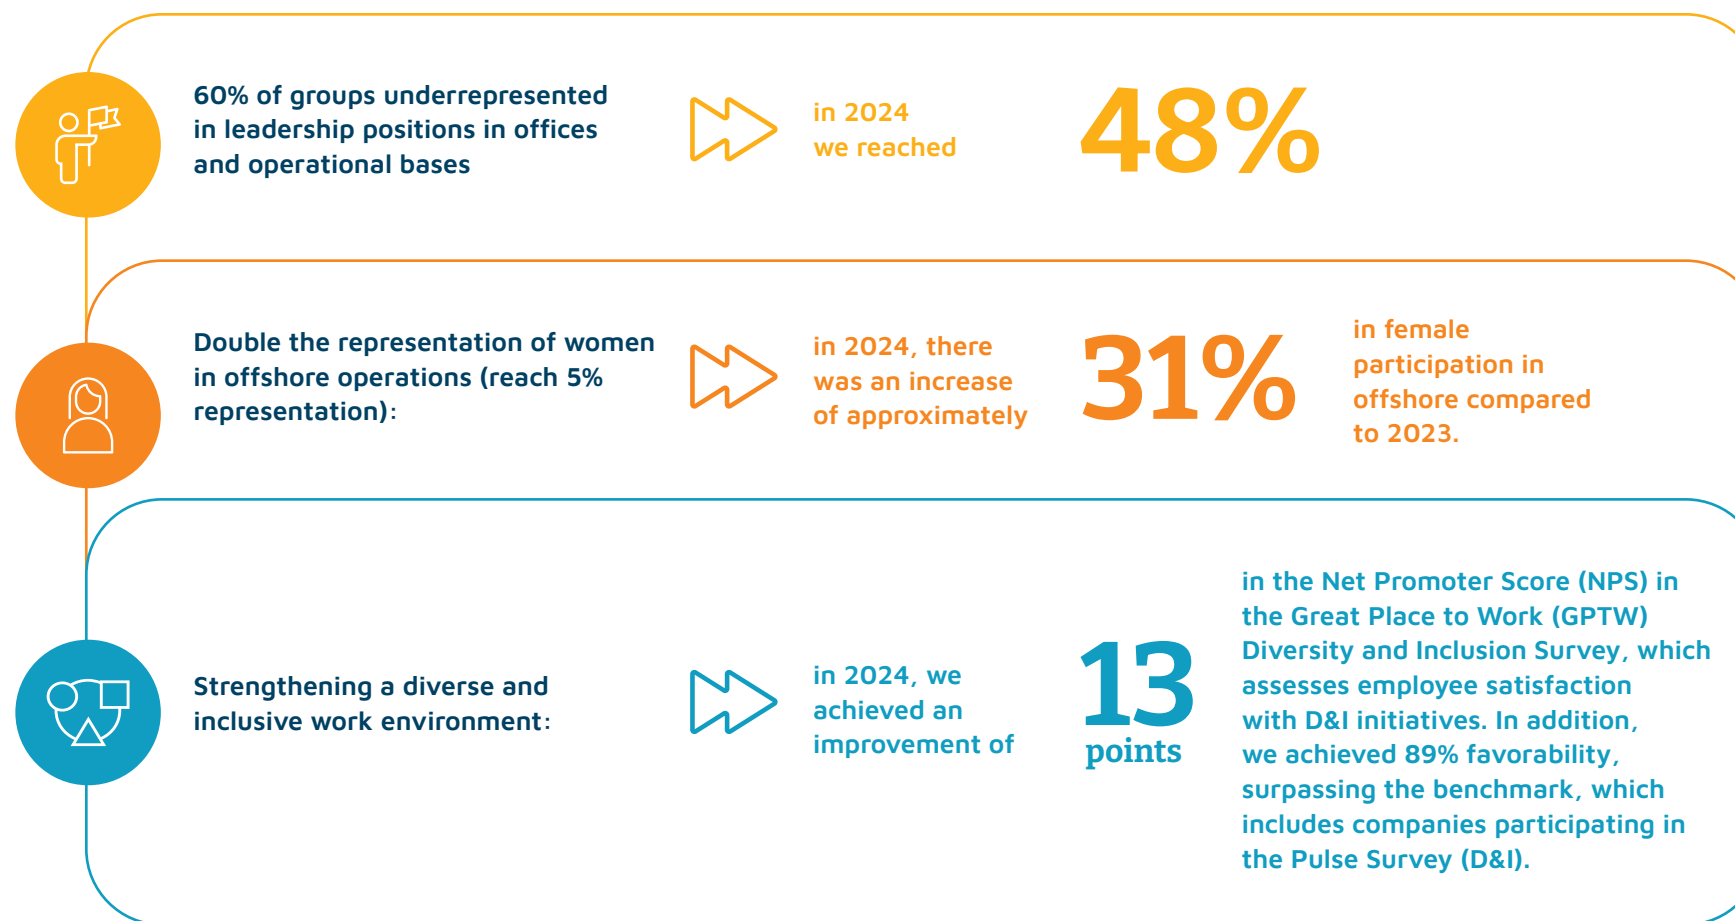 60% of groups underrepresented
in leadership positions in offices
and operational bases
in 2024
we reached
48%
Double the representation of women
in offshore operations (reach 5%
representation):
in 2024, there
was an increase
of approximately
31%
in female
participation in
offshore compared
to 2023.
Strengthening a diverse and
inclusive work environment:
in 2024, we
achieved an
improvement of
13
points
in the Net Promoter Score (NPS) in
the Great Place to Work (GPTW)
Diversity and Inclusion Survey, which
assesses employee satisfaction
with D&I initiatives. In addition,
we achieved 89% favorability,
surpassing the benchmark, which
includes companies participating in
the Pulse Survey (D&I).